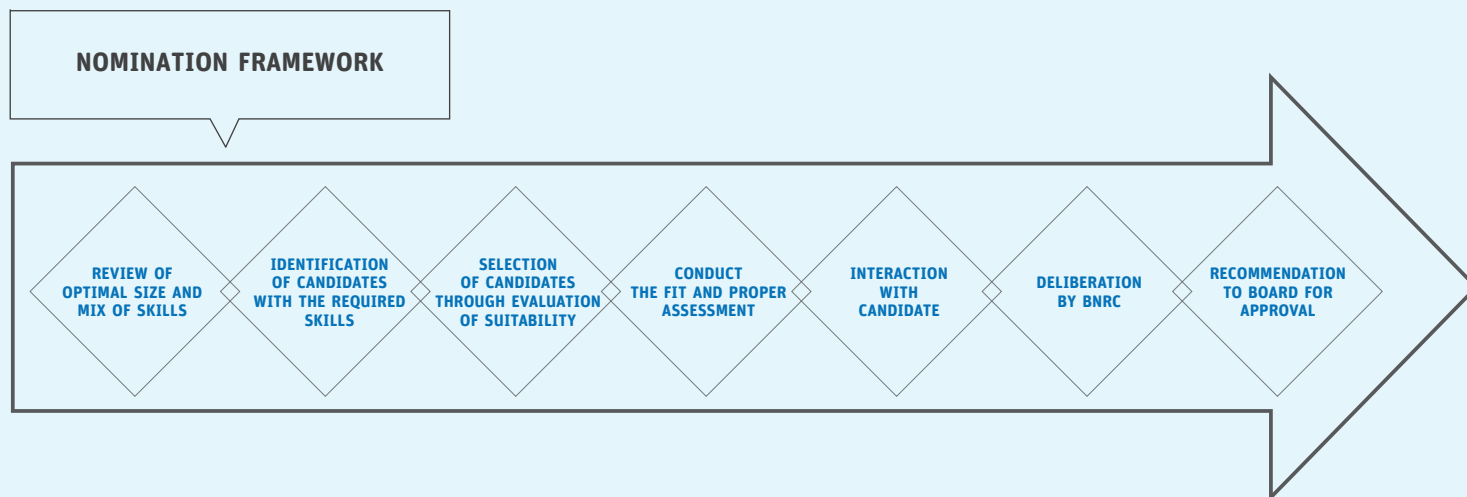 NOMINATION FRAMEWORK
REVIEW OF
OPTIMAL SIZE AND
MIX OF SKILLS
IDENTIFICATION
OF CANDIDATES
WITH THE REQUIRED
SKILLS
SELECTION
OF CANDIDATES
THROUGH EVALUATION
OF SUITABILITY
CONDUCT
THE FIT AND PROPER
ASSESSMENT
INTERACTION
WITH
CANDIDATE
DELIBERATION
BY BNRC
RECOMMENDATION
TO BOARD FOR
APPROVAL